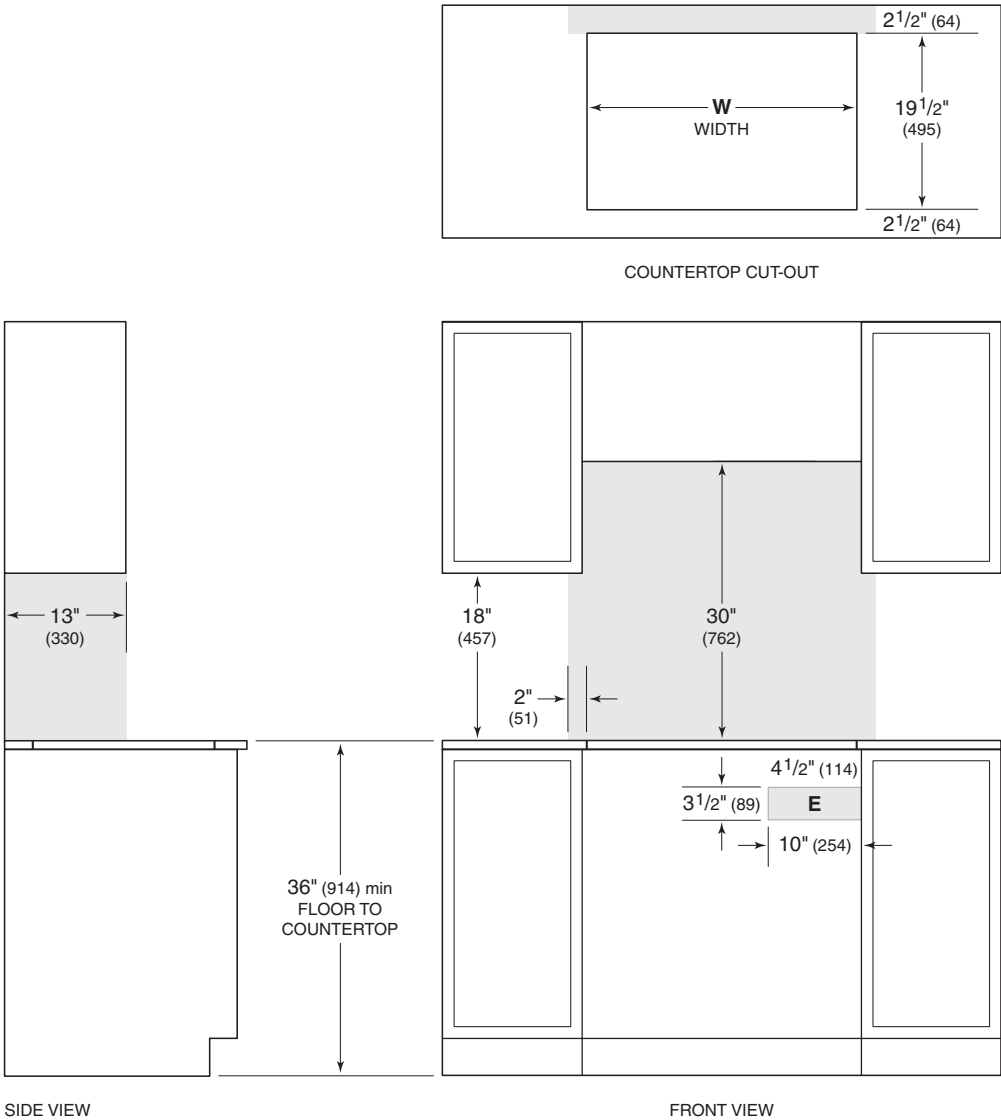 2 1/2" (64)
W
WIDTH
19 1/2"
(495)
2 1/2" (64)
COUNTERTOP CUT-OUT
13"
(330)
18"
(457)
30"
(762)
2"
(51)
4 1/2" (114)
3 1/2" (89)
E
10" (254)
36" (914) min
FLOOR TO
COUNTERTOP
SIDE VIEW
FRONT VIEW